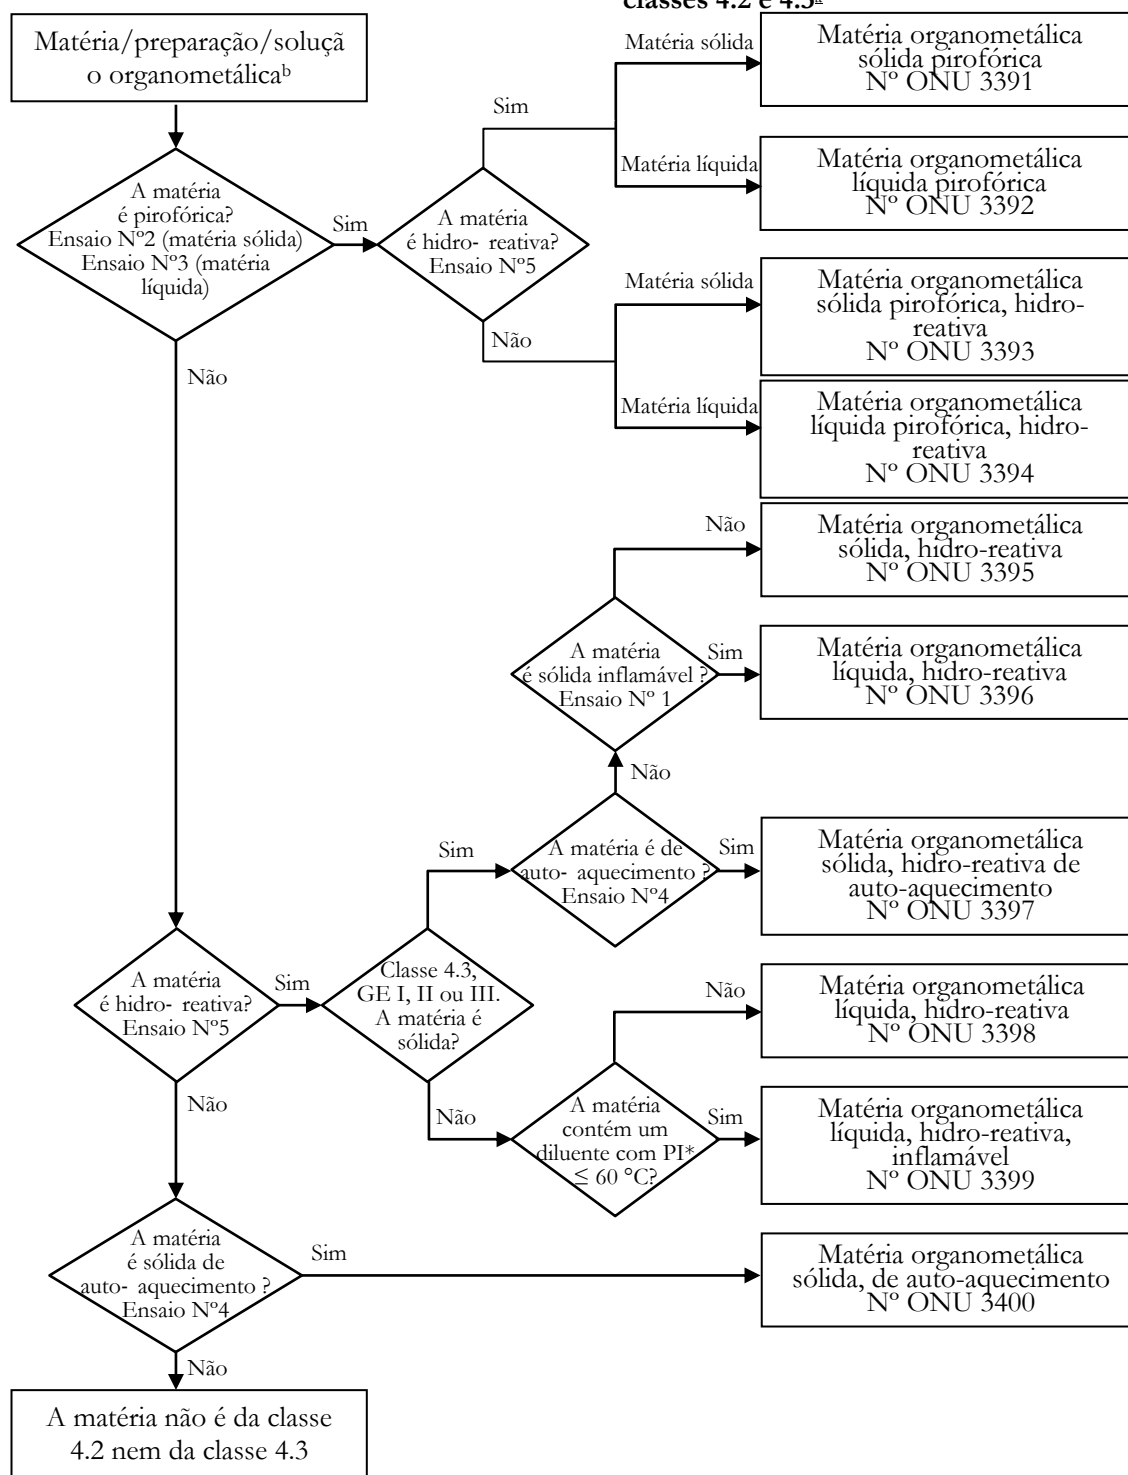 classes 4.2 e 4.3ª
Matéria/preparação/soluçã
o organometálicaᵇ
A matéria
é pirofórica?
Ensaio Nº2 (matéria sólida)
Ensaio Nº3 (matéria
líquida)
Sim
Não
A matéria
é hidro- reativa?
Ensaio Nº5
Sim
Não
Matéria sólida
Matéria organometálica
sólida pirofórica
Nº ONU 3391
Matéria líquida
Matéria organometálica
líquida pirofórica
Nº ONU 3392
Matéria sólida
Matéria organometálica
sólida pirofórica, hidro-
reativa
Nº ONU 3393
Matéria líquida
Matéria organometálica
líquida pirofórica, hidro-
reativa
Nº ONU 3394
Não
Matéria organometálica
sólida, hidro-reativa
Nº ONU 3395
A matéria
é sólida inflamável ?
Ensaio Nº 1
Sim
Matéria organometálica
líquida, hidro-reativa
Nº ONU 3396
Não
A matéria é de
auto- aquecimento ?
Ensaio Nº4
Sim
Sim
Matéria organometálica
sólida, hidro-reativa de
auto-aquecimento
Nº ONU 3397
A matéria
é hidro- reativa?
Ensaio Nº5
Sim
Não
Classe 4.3,
GE I, II ou III.
A matéria é
sólida?
Não
Não
Matéria organometálica
líquida, hidro-reativa
Nº ONU 3398
A matéria
contém um
diluente com PI*
≤ 60 °C?
Sim
Matéria organometálica
líquida, hidro-reativa,
inflamável
Nº ONU 3399
A matéria
é sólida de
auto- aquecimento ?
Ensaio Nº4
Sim
Matéria organometálica
sólida, de auto-aquecimento
Nº ONU 3400
Não
A matéria não é da classe
4.2 nem da classe 4.3